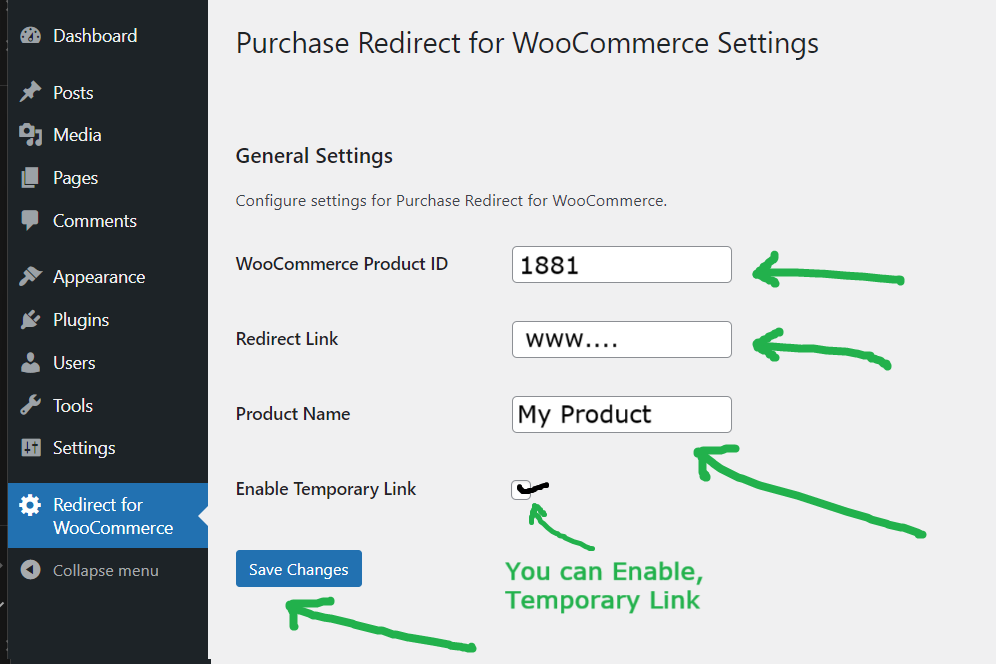 Dashboard
Posts
Media
Pages
Comments
Appearance
Plugins
Users
Tools
Settings
Redirect for
WooCommerce
Collapse menu
Purchase Redirect for WooCommerce Settings
General Settings
Configure settings for Purchase Redirect for WooCommerce.
WooCommerce Product ID
1881
Redirect Link
www....
Product Name
My Product
Enable Temporary Link
Save Changes
You can Enable,
Temporary Link